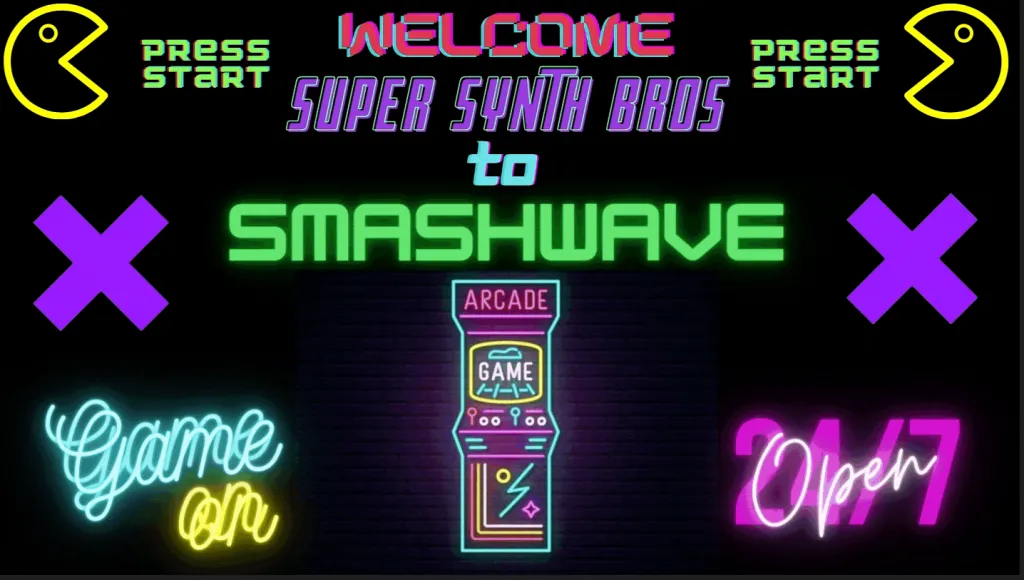 WELCOME
PRESS
START
PRESS
START
SUPER SYNTH BROS
to
SMASHWAVE
ARCADE
GAME
Game
on
24/7
Open